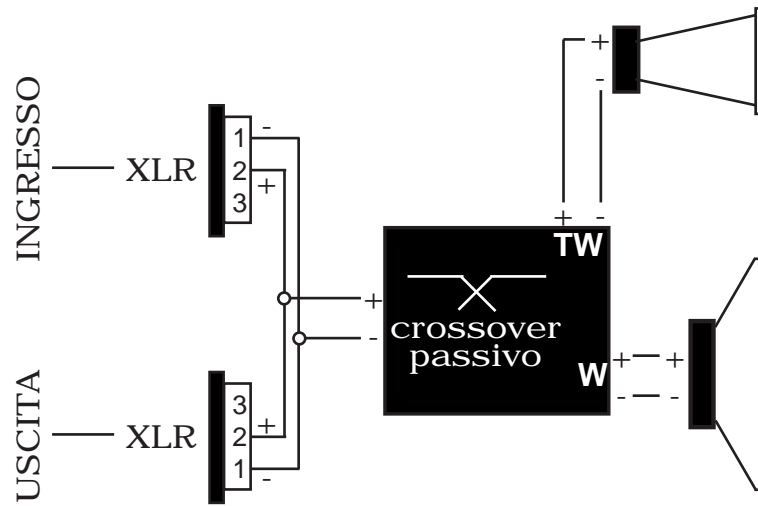 INGRESSO
XLR
1 -
2 +
3
+ -
+ -
TW
crossover
passivo
+ -
W
+ +
- -
USCITA
XLR
3
2 +
1 -